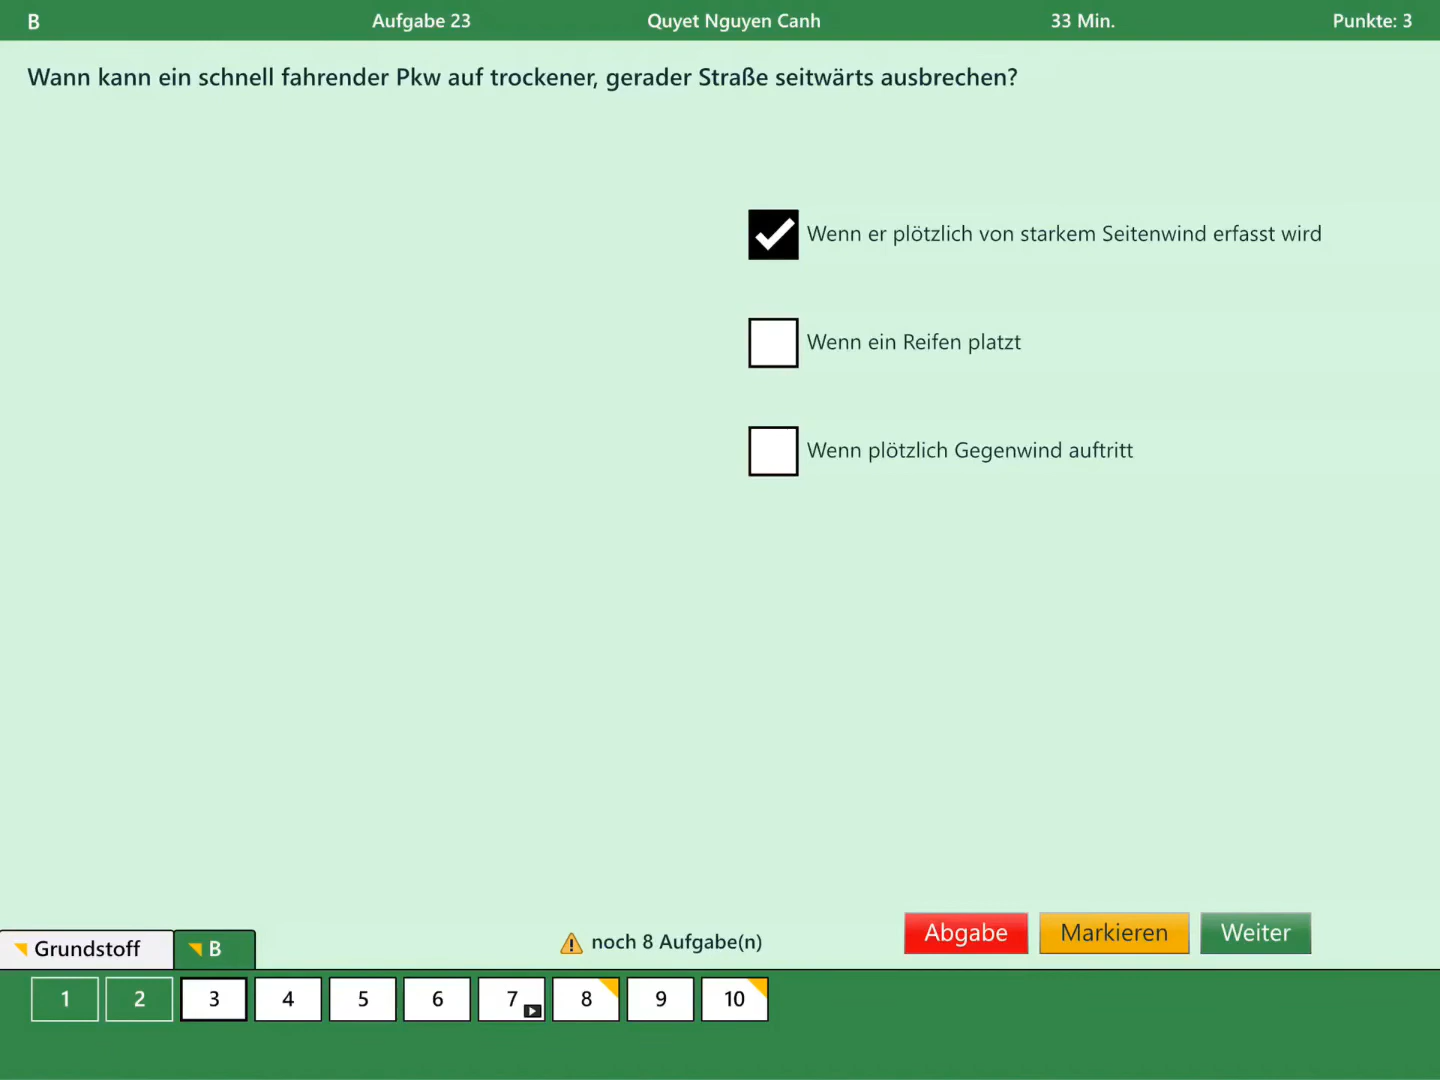 B Aufgabe 23 Quyet Nguyen Canh 33 Min. Punkte: 3
Wann kann ein schnell fahrender Pkw auf trockener, gerader Straße seitwärts ausbrechen?
Wenn er plötzlich von starkem Seitenwind erfasst wird
Wenn ein Reifen platzt
Wenn plötzlich Gegenwind auftritt
Grundstoff B noch 8 Aufgabe(n) Abgabe Markieren Weiter
1 2 3 4 5 6 7 8 9 10